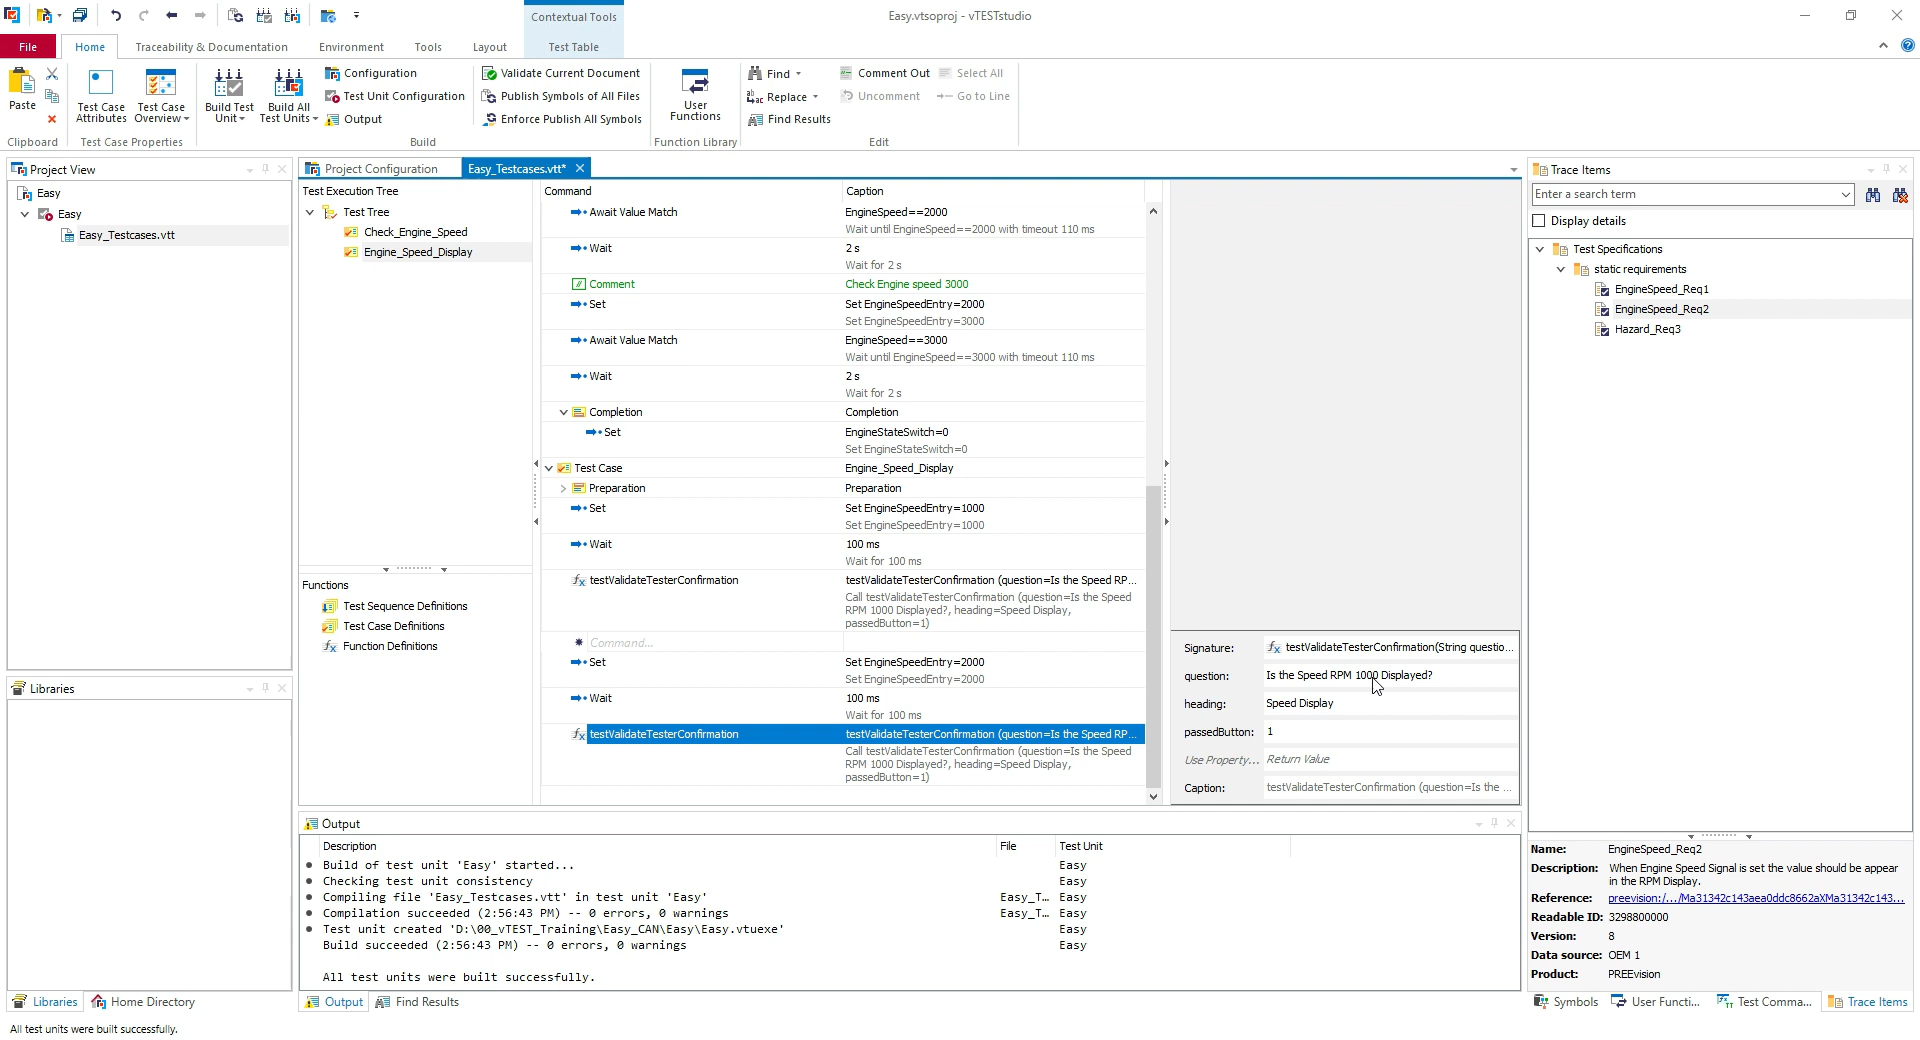 Contextual Tools
Easy.vtsoproj - vTESTstudio
File
Home
Traceability & Documentation
Environment
Tools
Layout
Test Table
Paste
Clipboard
Test Case Attributes
Test Case Overview
Test Case Properties
Build Test Unit
Build All Test Units
Configuration
Test Unit Configuration
Output
Validate Current Document
Publish Symbols of All Files
Enforce Publish All Symbols
Build
User Functions
Function Library
Find
Replace
Find Results
Comment Out
Uncomment
Select All
Go to Line
Edit
Project View
Easy
Easy
Easy_Testcases.vtt
Libraries
Libraries
Home Directory
Project Configuration
Easy_Testcases.vtt*
Test Execution Tree
Test Tree
Check_Engine_Speed
Engine_Speed_Display
Functions
Test Sequence Definitions
Test Case Definitions
Function Definitions
Command
Caption
Await Value Match
EngineSpeed==2000
Wait until EngineSpeed==2000 with timeout 110 ms
Wait
2 s
Wait for 2 s
Comment
Check Engine speed 3000
Set
Set EngineSpeedEntry=2000
Set EngineSpeedEntry=3000
Await Value Match
EngineSpeed==3000
Wait until EngineSpeed==3000 with timeout 110 ms
Wait
2 s
Wait for 2 s
Completion
Completion
Set
EngineStateSwitch=0
Set EngineStateSwitch=0
Test Case
Engine_Speed_Display
Preparation
Preparation
Set
Set EngineSpeedEntry=1000
Set EngineSpeedEntry=1000
Wait
100 ms
Wait for 100 ms
testValidateTesterConfirmation
testValidateTesterConfirmation (question=Is the Speed RP...
Call testValidateTesterConfirmation (question=Is the Speed
RPM 1000 Displayed?, heading=Speed Display,
passedButton=1)
Command...
Set
Set EngineSpeedEntry=2000
Set EngineSpeedEntry=2000
Wait
100 ms
Wait for 100 ms
testValidateTesterConfirmation
testValidateTesterConfirmation (question=Is the Speed RP...
Call testValidateTesterConfirmation (question=Is the Speed
RPM 1000 Displayed?, heading=Speed Display,
passedButton=1)
Signature: testValidateTesterConfirmation(String questio...
question: Is the Speed RPM 1000 Displayed?
heading: Speed Display
passedButton: 1
Use Property... Return Value
Caption: testValidateTesterConfirmation (question=Is the ...
Output
Description File Test Unit
Build of test unit 'Easy' started... Easy
Checking test unit consistency Easy
Compiling file 'Easy_Testcases.vtt' in test unit 'Easy' Easy_T... Easy
Compilation succeeded (2:56:43 PM) -- 0 errors, 0 warnings Easy_T... Easy
Test unit created 'D:\00_vTEST_Training\Easy_CAN\Easy\Easy.vtuexe' Easy
Build succeeded (2:56:43 PM) -- 0 errors, 0 warnings Easy
All test units were built successfully.
Output
Find Results
Trace Items
Enter a search term
Display details
Test Specifications
static requirements
EngineSpeed_Req1
EngineSpeed_Req2
Hazard_Req3
Name: EngineSpeed_Req2
Description: When Engine Speed Signal is set the value should be appear
in the RPM Display.
Reference: preevision:/.../Ma31342c143aea0ddc8662aXMa31342c143...
Readable ID: 3298800000
Version: 8
Data source: OEM 1
Product: PREEvision
Symbols
User Functi...
Test Comma...
Trace Items
All test units were built successfully.